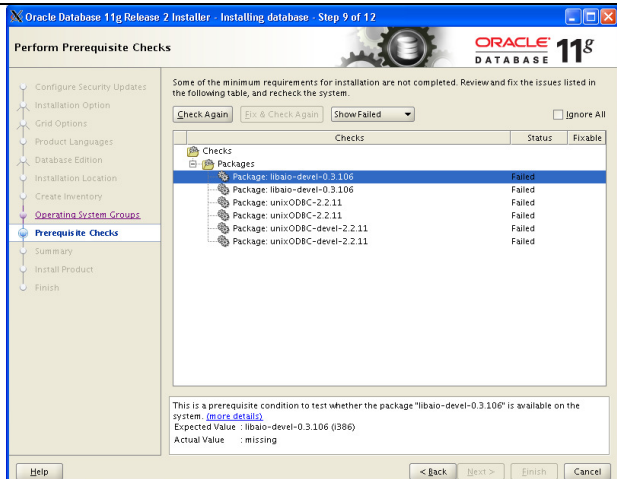 Oracle Database 11g Release 2 Installer - Installing database - Step 9 of 12
Perform Prerequisite Checks
ORACLE
DATABASE
11g
Configure Security Updates
Installation Option
Grid Options
Product Languages
Database Edition
Installation Location
Create Inventory
Operating System Groups
Prerequisite Checks
Summary
Install Product
Finish
Some of the minimum requirements for installation are not completed. Review and fix the issues listed in
the following table, and recheck the system.
Check Again
Fix & Check Again
Show Failed
Ignore All
Checks Status Fixable
Checks
Packages
Package: libaio-devel-0.3.106 Failed
Package: libaio-devel-0.3.106 Failed
Package: unixODBC-2.2.11 Failed
Package: unixODBC-2.2.11 Failed
Package: unixODBC-devel-2.2.11 Failed
Package: unixODBC-devel-2.2.11 Failed
This is a prerequisite condition to test whether the package "libaio-devel-0.3.106" is available on the
system. (more details)
Expected Value : libaio-devel-0.3.106 (i386)
Actual Value : missing
Help
< Back
Next >
Finish
Cancel